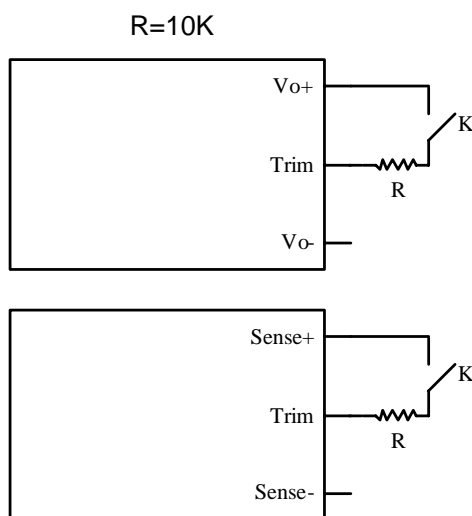 R=10K
Vo+
K
Trim
R
Vo-
Sense+
K
Trim
R
Sense-